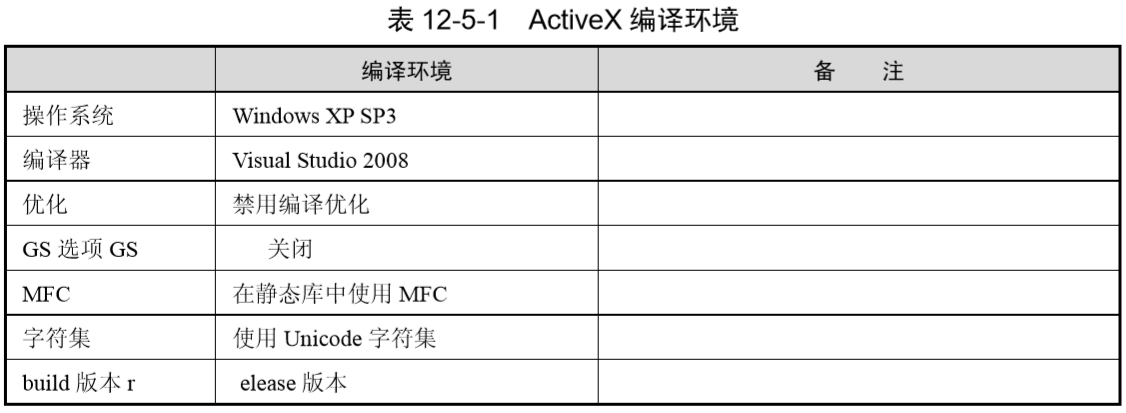 表 12-5-1 ActiveX 编译环境
编译环境 备 注
操作系统 Windows XP SP3
编译器 Visual Studio 2008
优化 禁用编译优化
GS 选项 GS 关闭
MFC 在静态库中使用 MFC
字符集 使用 Unicode 字符集
build 版本 r elease 版本